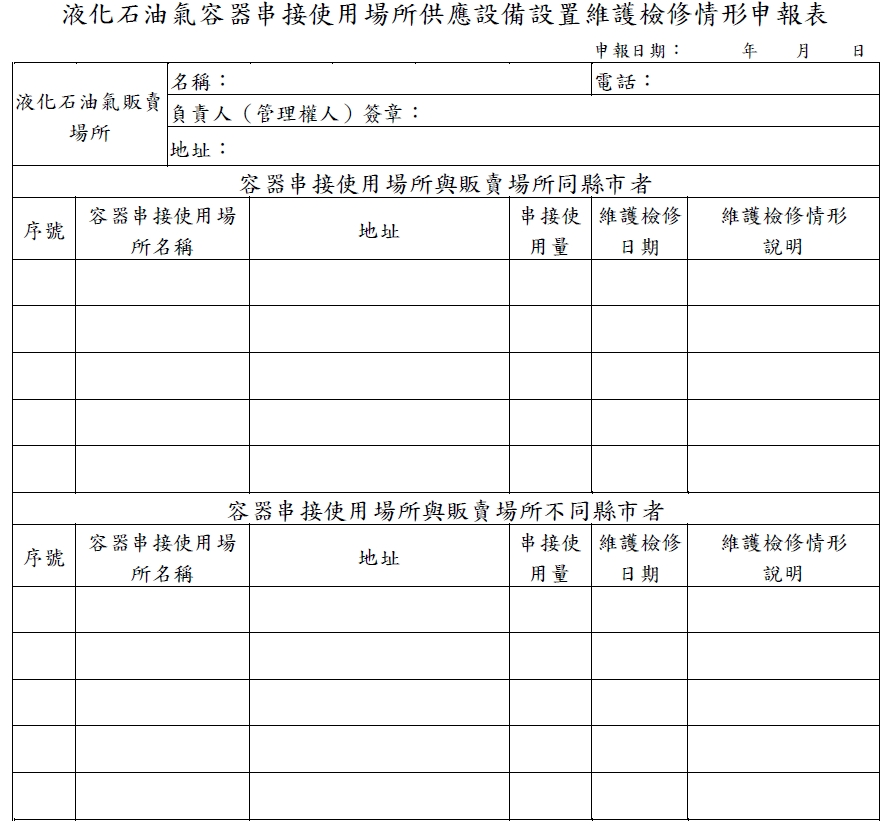 液化石油氣容器串接使用場所供應設備設置維護檢修情形申報表
申報日期： 年 月 日
液化石油氣販賣
場所
名稱：
電話：
負責人（管理權人）簽章：
地址：
容器串接使用場所與販賣場所同縣市者
序號
容器串接使用場
所名稱
地址
串接使
用量
維護檢修
日期
維護檢修情形
說明
容器串接使用場所與販賣場所不同縣市者
序號
容器串接使用場
所名稱
地址
串接使
用量
維護檢修
日期
維護檢修情形
說明